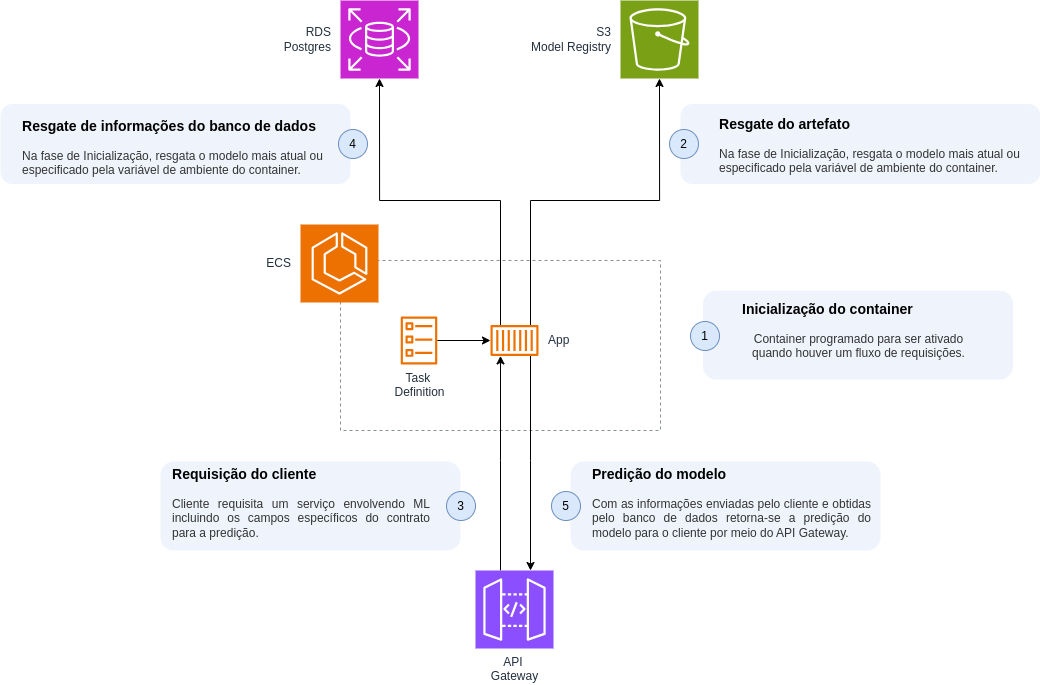 RDS
Postgres
S3
Model Registry
Resgate de informações do banco de dados
Na fase de Inicialização, resgata o modelo mais atual ou
especificado pela variável de ambiente do container.
4
2
Resgate do artefato
Na fase de Inicialização, resgata o modelo mais atual ou
especificado pela variável de ambiente do container.
ECS
Task
Definition
App
1
Inicialização do container
Container programado para ser ativado
quando houver um fluxo de requisições.
Requisição do cliente
Cliente requisita um serviço envolvendo ML
incluindo os campos específicos do contrato
para a predição.
3
5
Predição do modelo
Com as informações enviadas pelo cliente e obtidas
pelo banco de dados retorna-se a predição do
modelo para o cliente por meio do API Gateway.
</>
API
Gateway